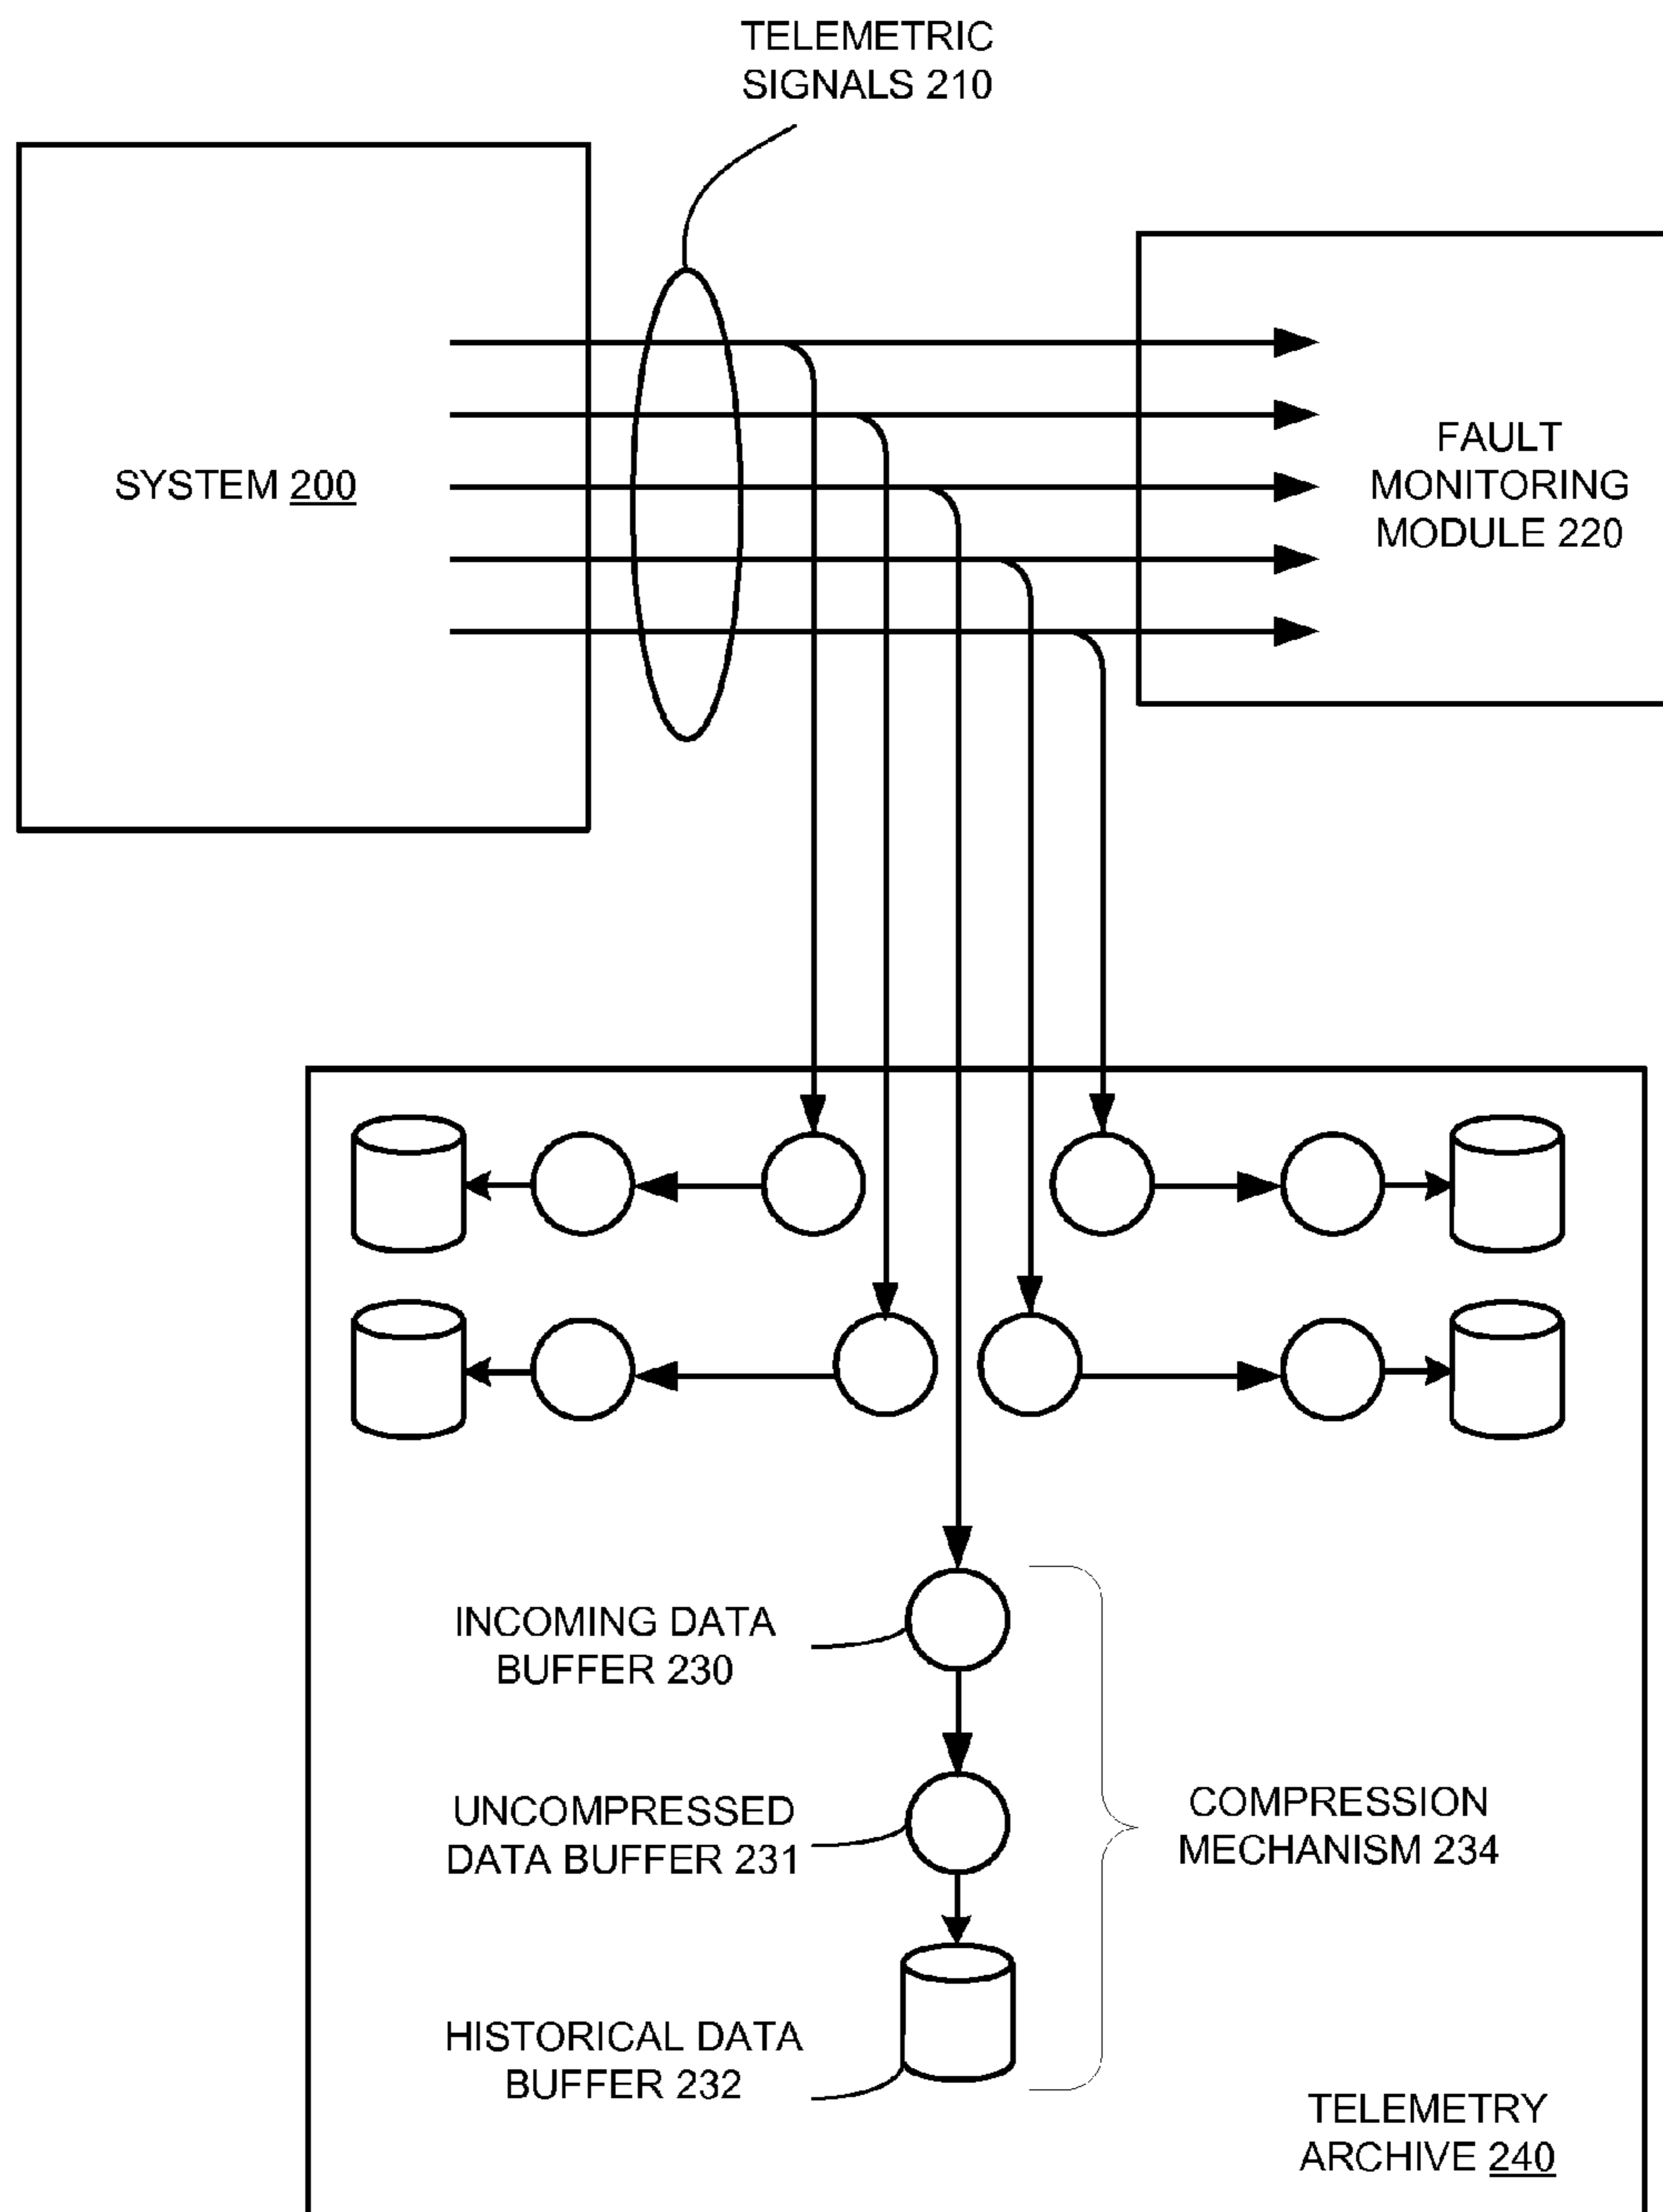 TELEMETRIC
SIGNALS 210
SYSTEM 200
FAULT
MONITORING
MODULE 220
INCOMING DATA
BUFFER 230
UNCOMPRESSED
DATA BUFFER 231
COMPRESSION
MECHANISM 234
HISTORICAL DATA
BUFFER 232
TELEMETRY
ARCHIVE 240